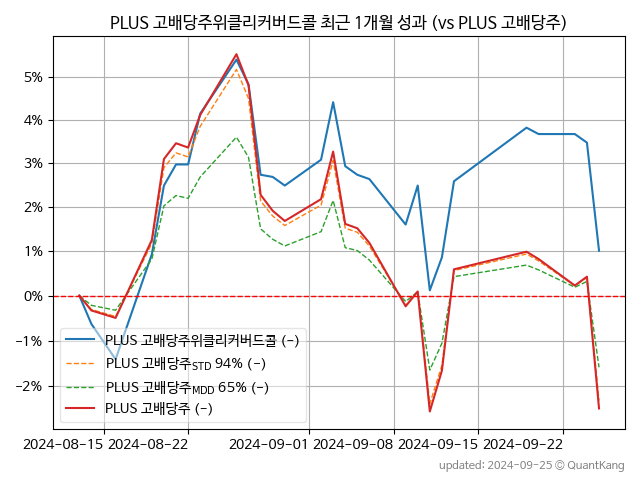 PLUS 고배당주위클리커버드콜 최근 1개월 성과 (vs PLUS 고배당주)
5%
4%
3%
2%
1%
0%
−1%
−2%
PLUS 고배당주위클리커버드콜 (-)
PLUS 고배당주STD 94% (-)
PLUS 고배당주MDD 65% (-)
PLUS 고배당주 (-)
2024-08-15 2024-08-22 2024-09-01 2024-09-08 2024-09-15 2024-09-22
updated: 2024-09-25 © QuantKang